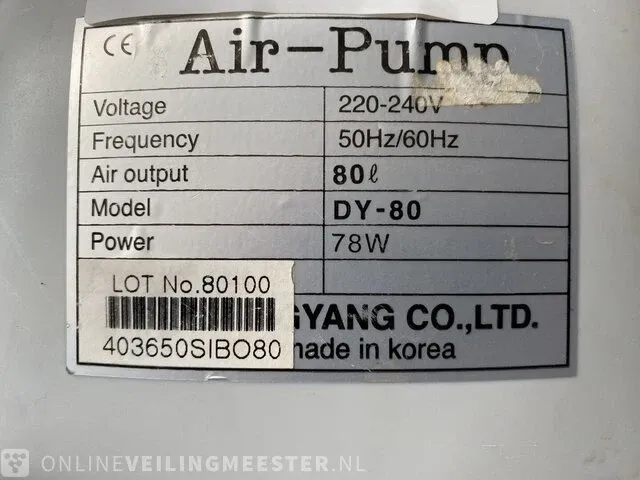 CE Air-Pump
Voltage 220-240V
Frequency 50Hz/60Hz
Air output 80ℓ
Model DY-80
Power 78W
LOT No.80100
CO.,LTD.
403650SIBO80
made in korea
ONLINEVEILINGMEESTER.NL